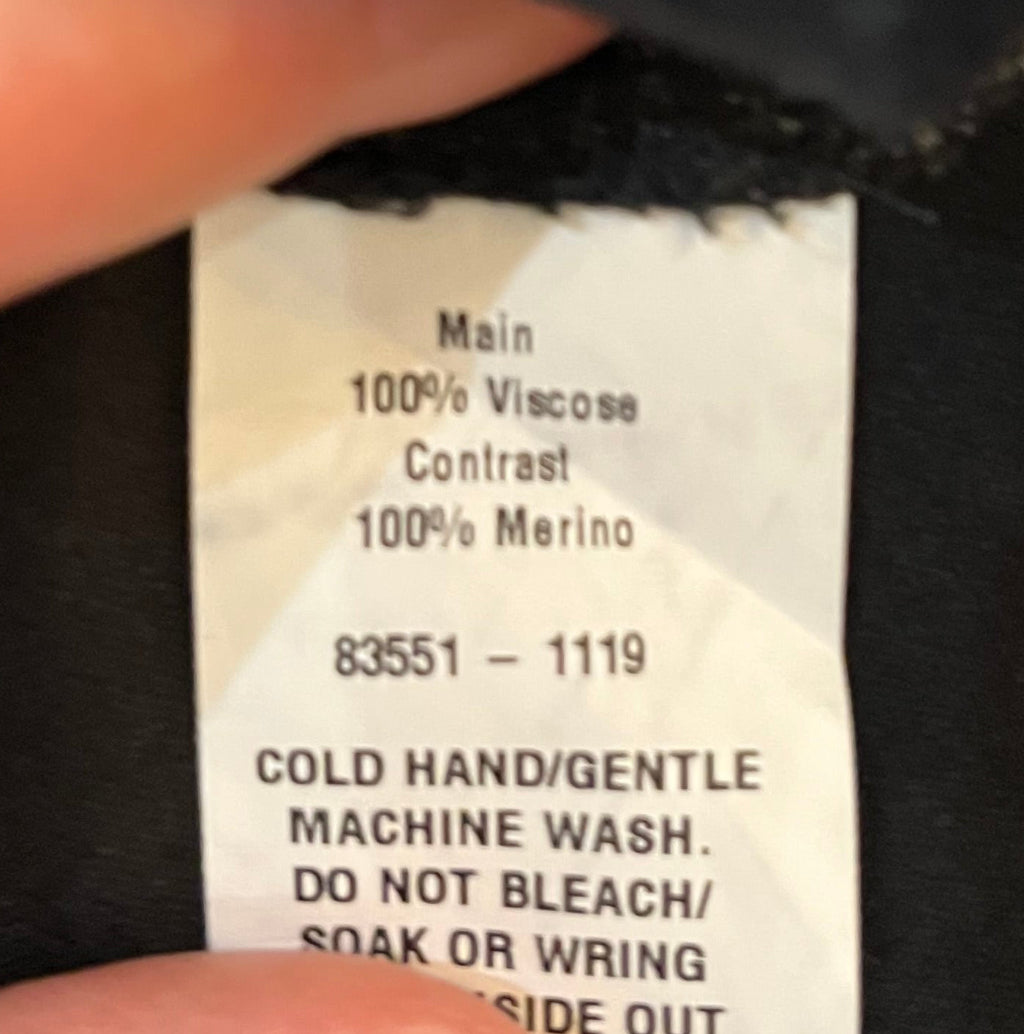 Main
100% Viscose
Contrast
100% Merino
83551 – 1119
COLD HAND/GENTLE
MACHINE WASH.
DO NOT BLEACH/
SOAK OR WRING
OUT